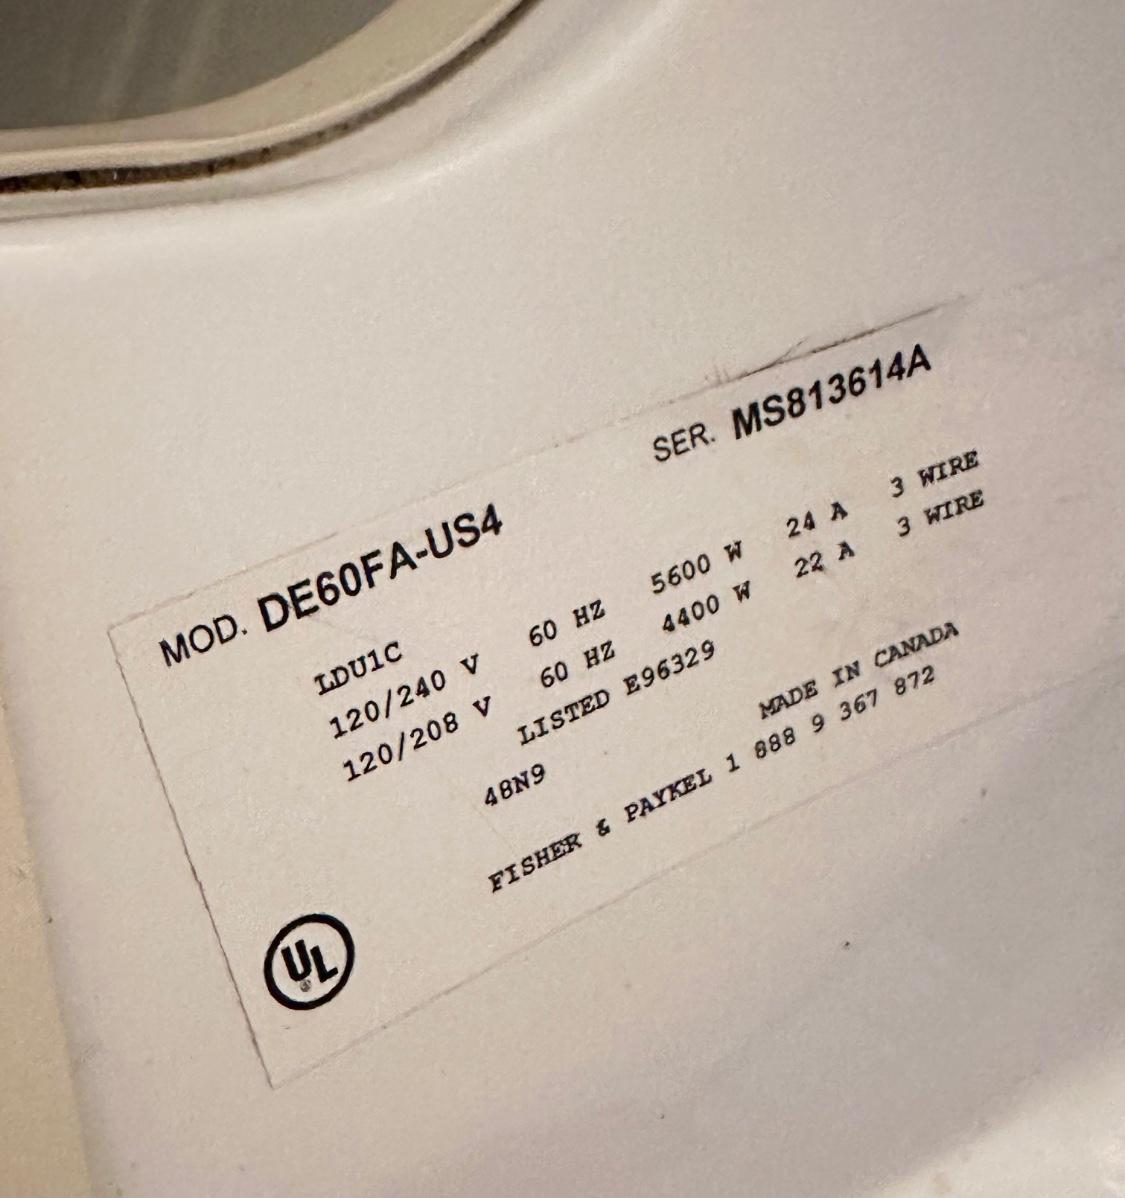 MOD. DE60FA-US4 SER. MS813614A
LDU1C
120/240 V 60 HZ 5600 W 24 A 3 WIRE
120/208 V 60 HZ 4400 W 22 A 3 WIRE
LISTED E96329
48N9 MADE IN CANADA
FISHER & PAYKEL 1 888 9 367 872
UL
®